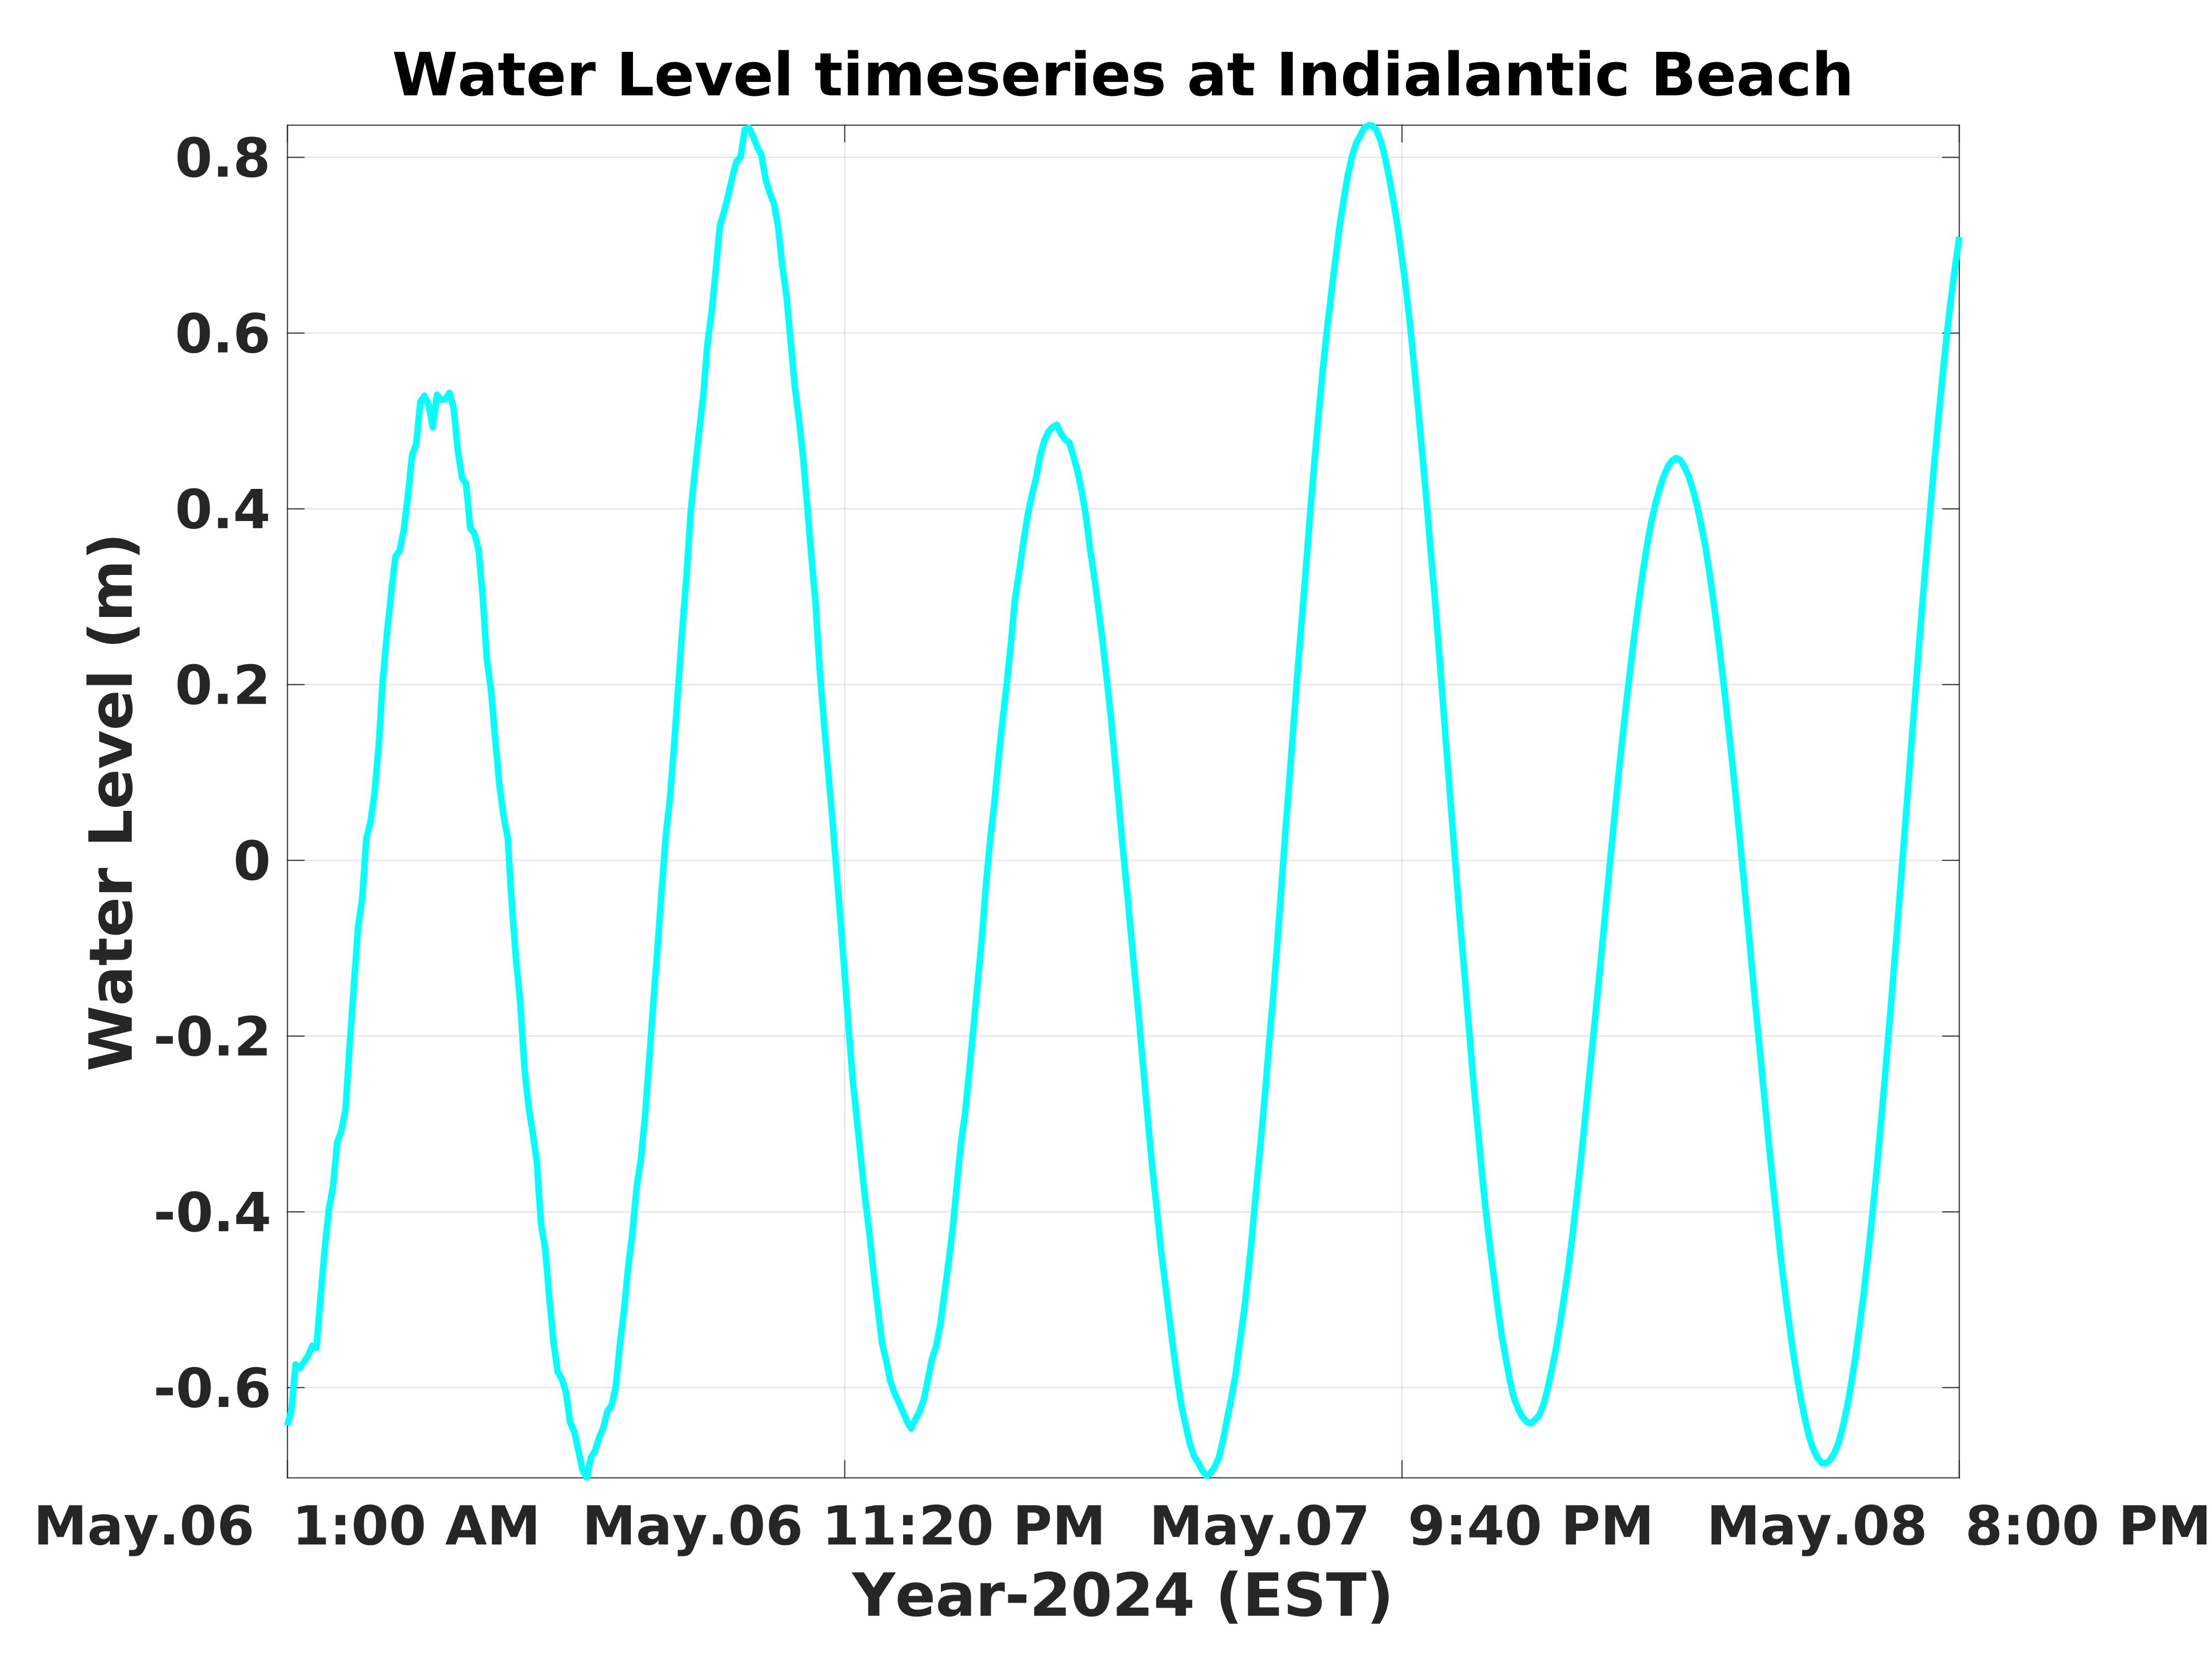 Water Level timeseries at Indialantic Beach
0.8
0.6
0.4
0.2
0
-0.2
-0.4
-0.6
Water Level (m)
May.06 1:00 AM May.06 11:20 PM May.07 9:40 PM May.08 8:00 PM
Year-2024 (EST)